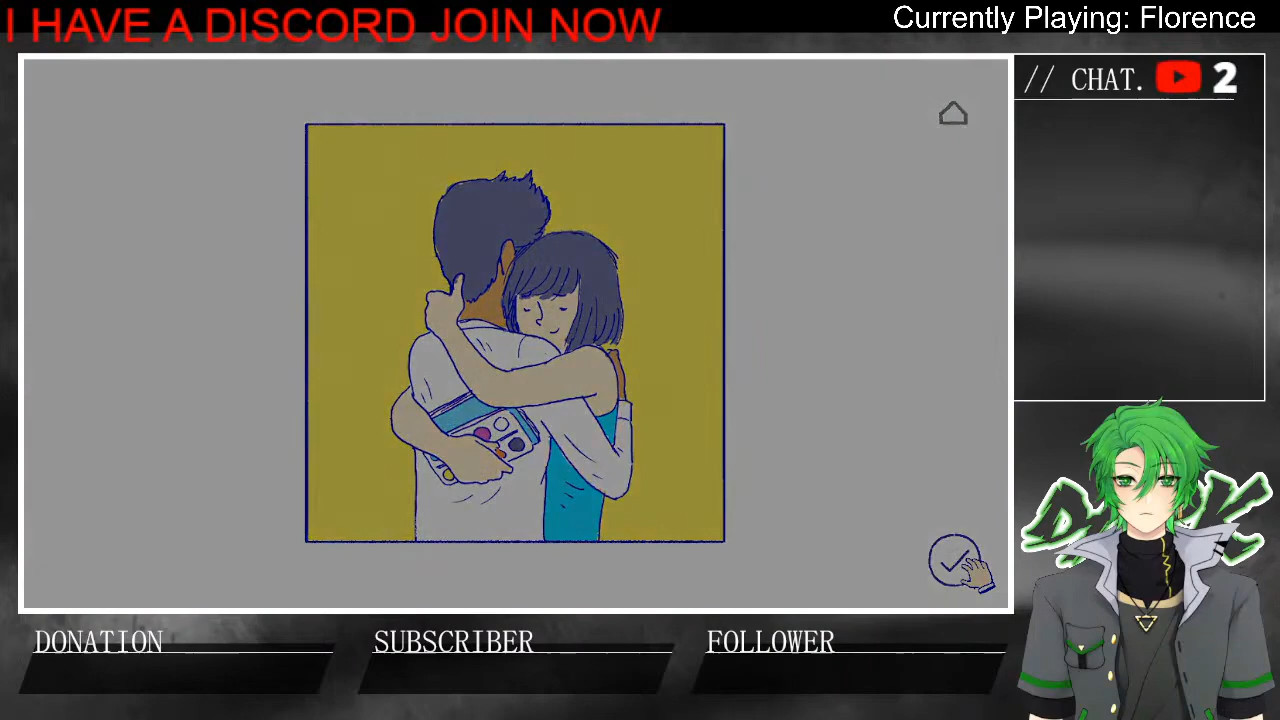 I HAVE A DISCORD JOIN NOW
Currently Playing: Florence
// CHAT. 2
DONATION
SUBSCRIBER
FOLLOWER